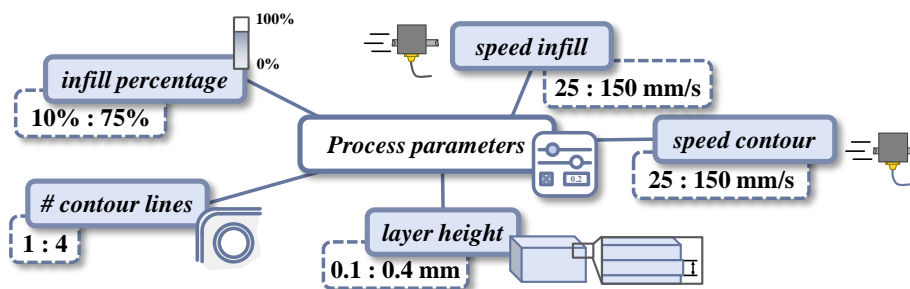 100%
0%
infill percentage
10% : 75%
speed infill
25 : 150 mm/s
Process parameters
0.2
speed contour
25 : 150 mm/s
# contour lines
1 : 4
layer height
0.1 : 0.4 mm